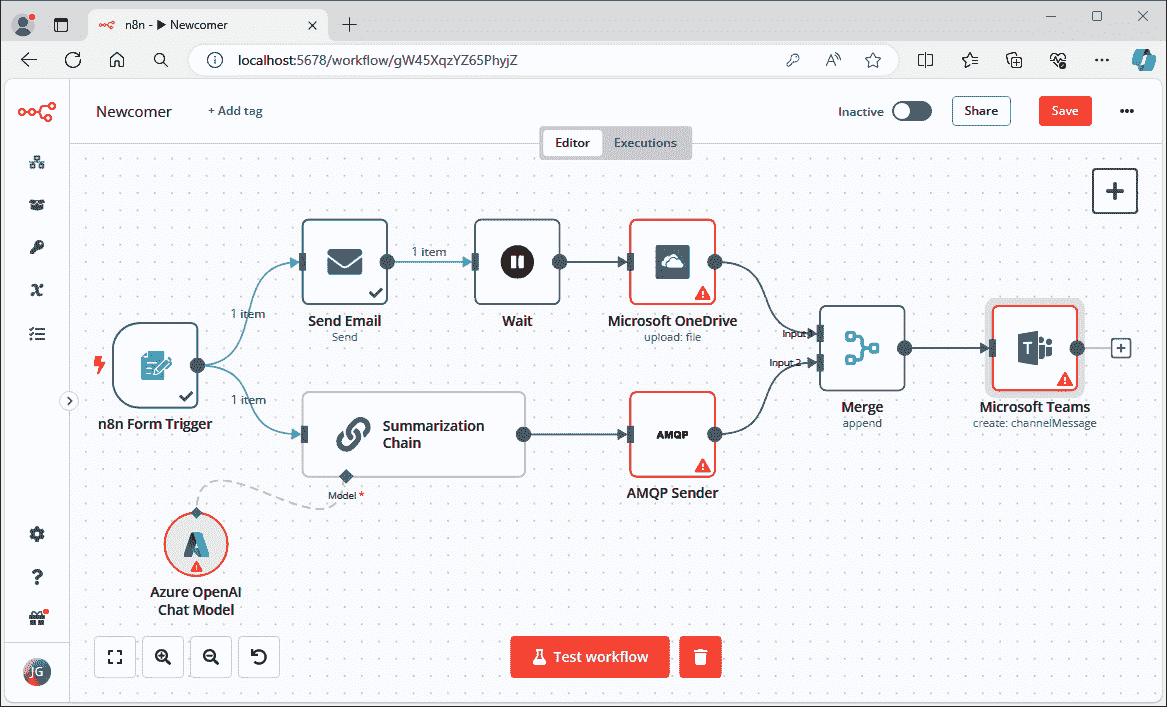 n8n - ▶ Newcomer
localhost:5678/workflow/gW45XqzYZ65PhyjZ
Newcomer
+ Add tag
Inactive
Share
Save
Editor
Executions
1 item
Send Email
Send
Wait
Microsoft OneDrive
upload: file
1 item
n8n Form Trigger
1 item
Input
Input 2
Merge
append
T
Microsoft Teams
create: channelMessage
Summarization
Chain
Model *
AMQP
AMQP Sender
Azure OpenAI
Chat Model
JG
Test workflow